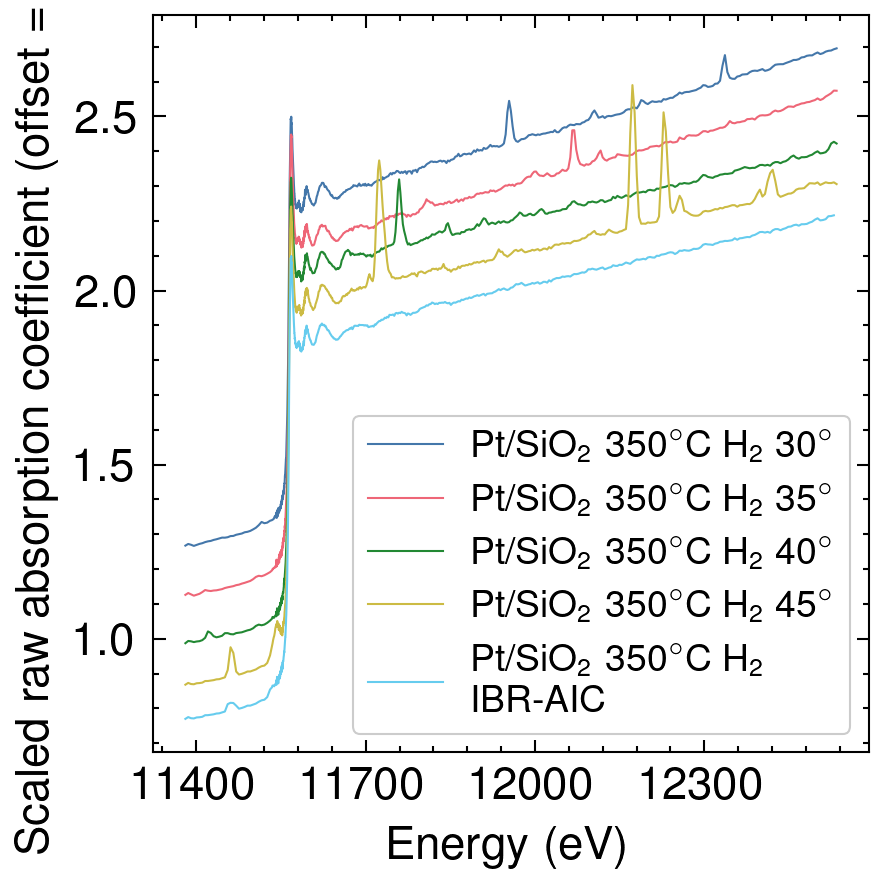 Scaled raw absorption coefficient (offset =
2.5
2.0
1.5
1.0
11400 11700 12000 12300
Energy (eV)
Pt/SiO₂ 350°C H₂ 30°
Pt/SiO₂ 350°C H₂ 35°
Pt/SiO₂ 350°C H₂ 40°
Pt/SiO₂ 350°C H₂ 45°
Pt/SiO₂ 350°C H₂
IBR-AIC